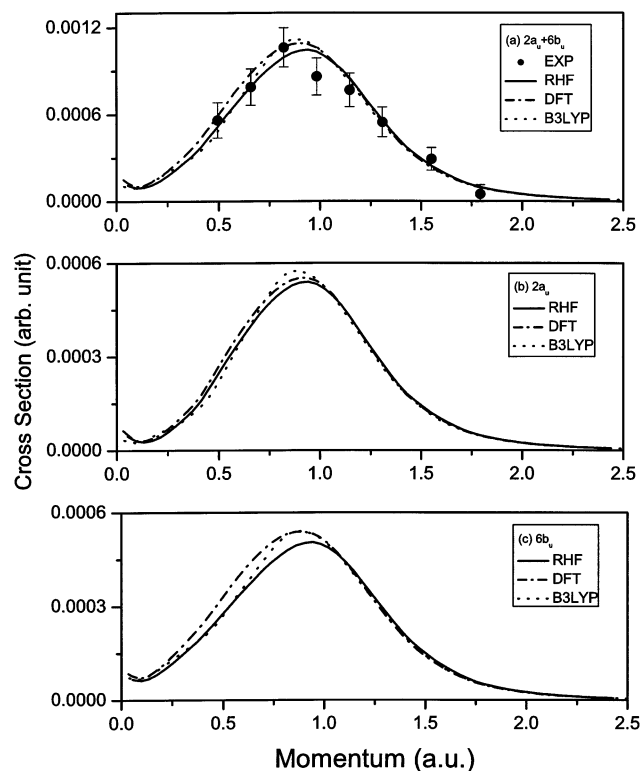 0.0012
0.0006
0.0000
(a) 2au+6bu
EXP
RHF
DFT
B3LYP
0.0 0.5 1.0 1.5 2.0 2.5
0.0006
0.0003
0.0000
(b) 2au
RHF
DFT
B3LYP
0.0 0.5 1.0 1.5 2.0 2.5
0.0006
0.0003
0.0000
(c) 6bu
RHF
DFT
B3LYP
0.0 0.5 1.0 1.5 2.0 2.5
Cross Section (arb. unit)
Momentum (a.u.)